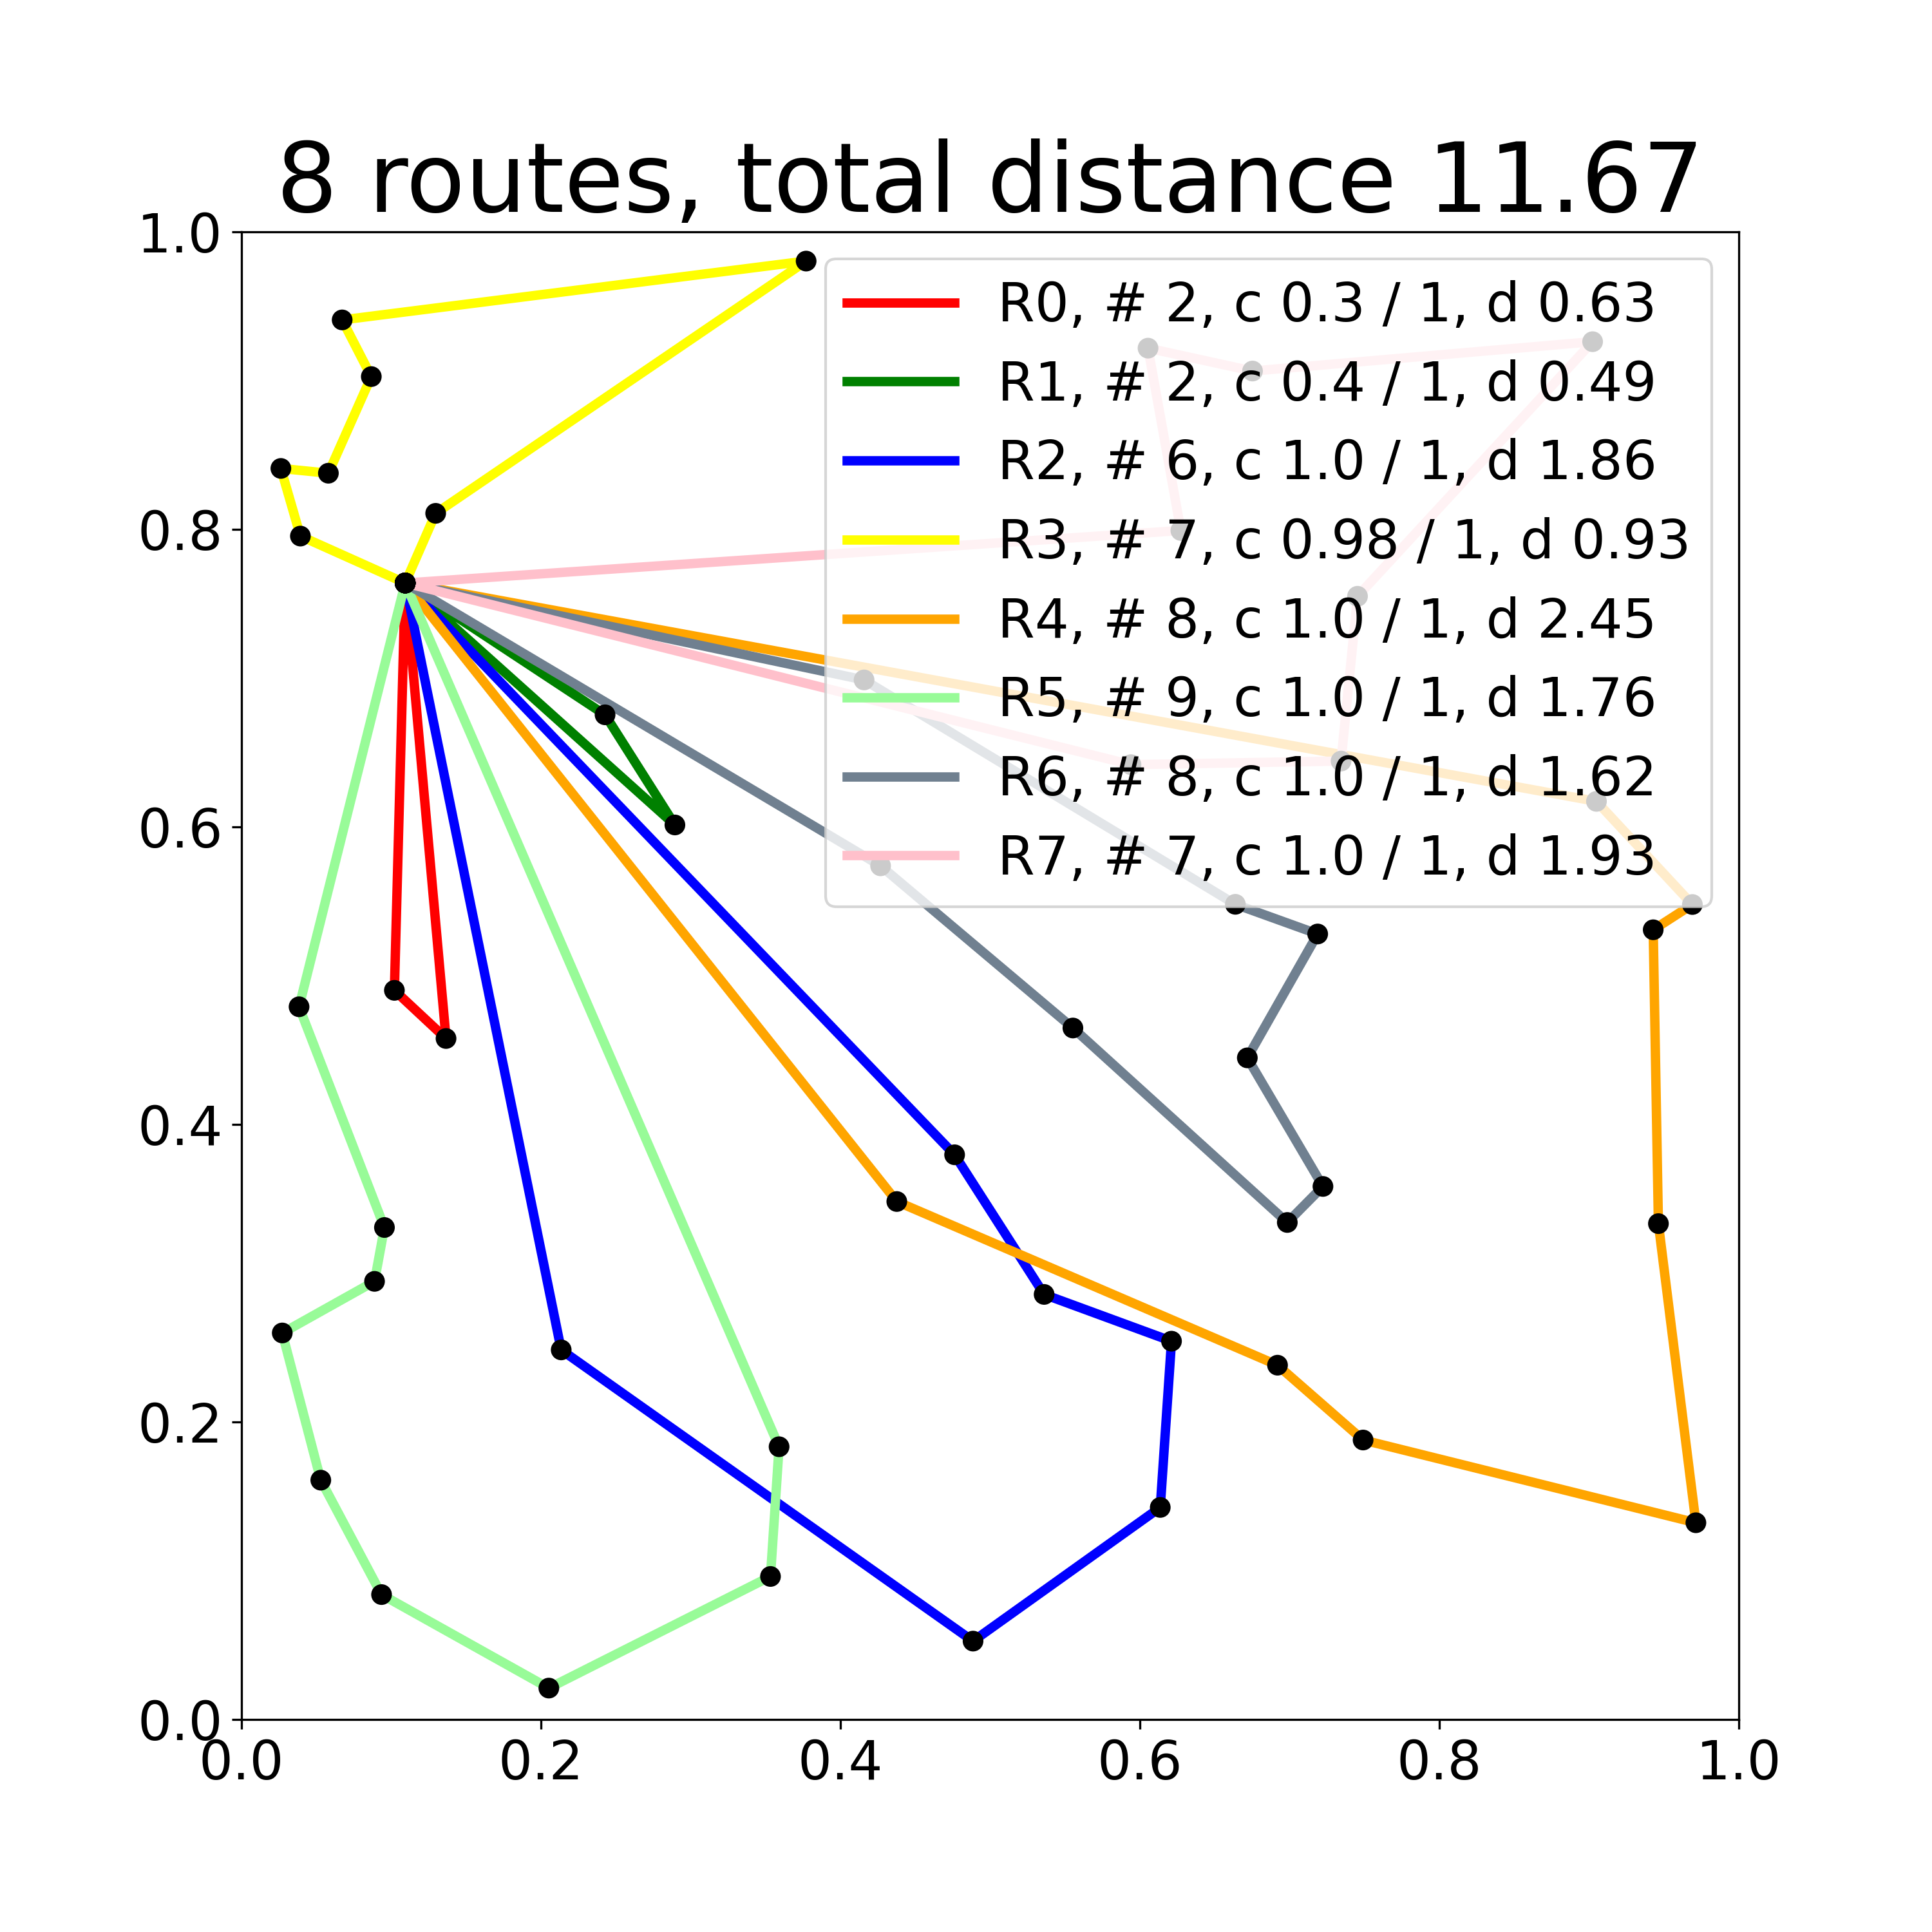 8 routes, total distance 11.67
1.0
0.8
0.6
0.4
0.2
0.0
0.0 0.2 0.4 0.6 0.8 1.0
R0, # 2, c 0.3 / 1, d 0.63
R1, # 2, c 0.4 / 1, d 0.49
R2, # 6, c 1.0 / 1, d 1.86
R3, # 7, c 0.98 / 1, d 0.93
R4, # 8, c 1.0 / 1, d 2.45
R5, # 9, c 1.0 / 1, d 1.76
R6, # 8, c 1.0 / 1, d 1.62
R7, # 7, c 1.0 / 1, d 1.93